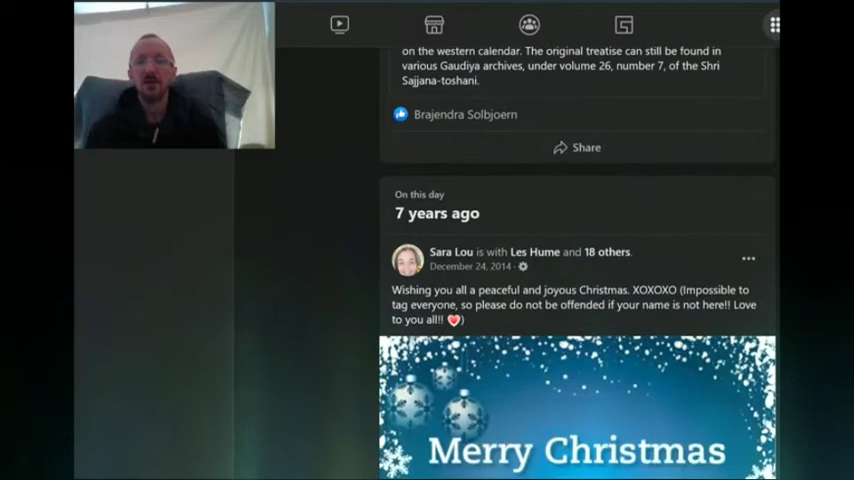 on the western calendar. The original treatise can still be found in
various Gaudiya archives, under volume 26, number 7, of the Shri
Sajjana-toshani.
Brajendra Solbjoern
Share
On this day
7 years ago
Sara Lou is with Les Hume and 18 others.
December 24, 2014 ·
Wishing you all a peaceful and joyous Christmas. XOXOXO (Impossible to
tag everyone, so please do not be offended if your name is not here!! Love
to you all!! ❤️)
Merry Christmas